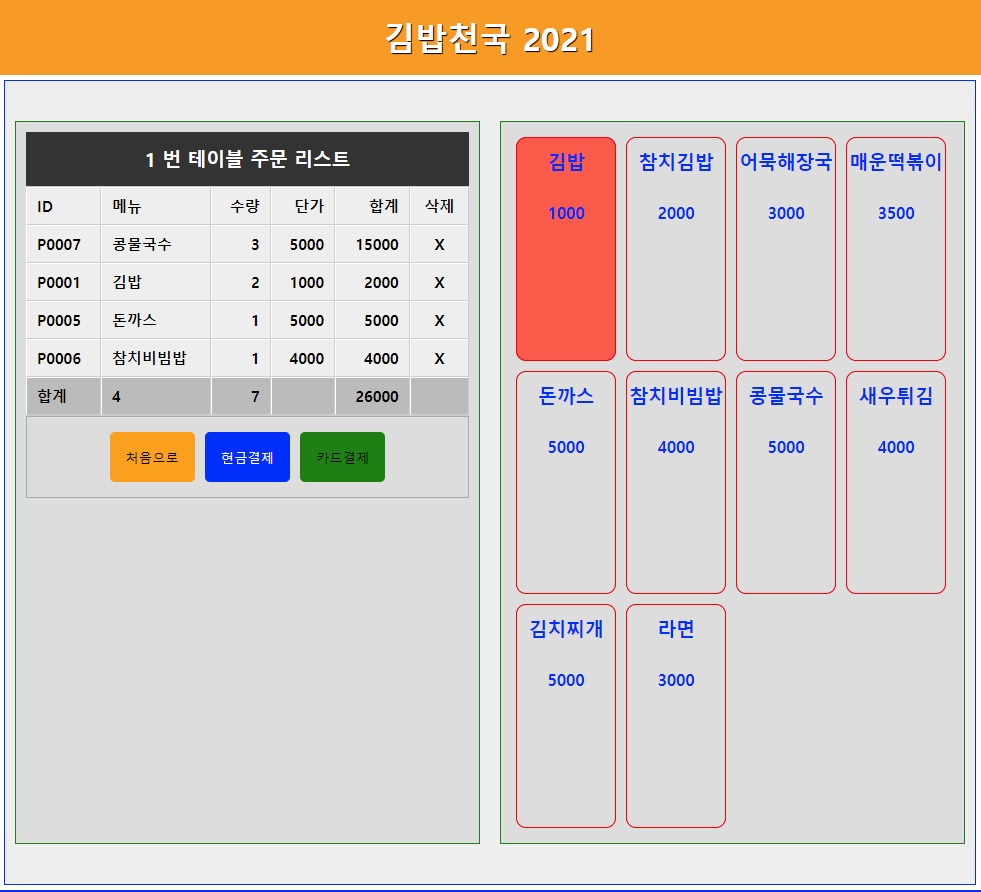 김밥천국 2021
1 번 테이블 주문 리스트
ID 메뉴 수량 단가 합계 삭제
P0007 콩물국수 3 5000 15000 X
P0001 김밥 2 1000 2000 X
P0005 돈까스 1 5000 5000 X
P0006 참치비빔밥 1 4000 4000 X
합계 4 7 26000
처음으로 현금결제 카드결제
김밥 참치김밥 어묵해장국 매운떡볶이
1000 2000 3000 3500
돈까스 참치비빔밥 콩물국수 새우튀김
5000 4000 5000 4000
김치찌개 라면
5000 3000